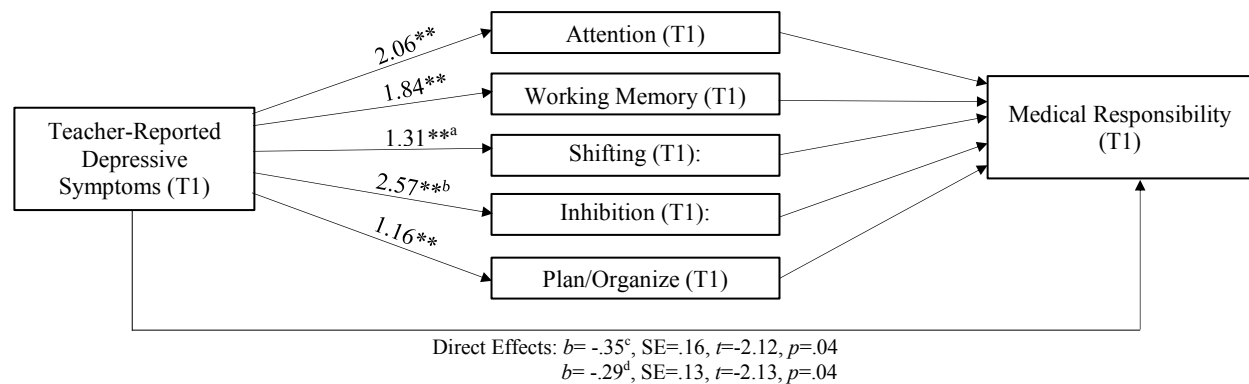 2.06**
Attention (T1)
1.84**
Working Memory (T1)
Teacher-Reported
Depressive
Symptoms (T1)
1.31**ᵃ
Shifting (T1):
Medical Responsibility
(T1)
2.57**ᵇ
Inhibition (T1):
1.16**
Plan/Organize (T1)
Direct Effects: b= -.35ᶜ, SE=.16, t=-2.12, p=.04
b= -.29ᵈ, SE=.13, t=-2.13, p=.04